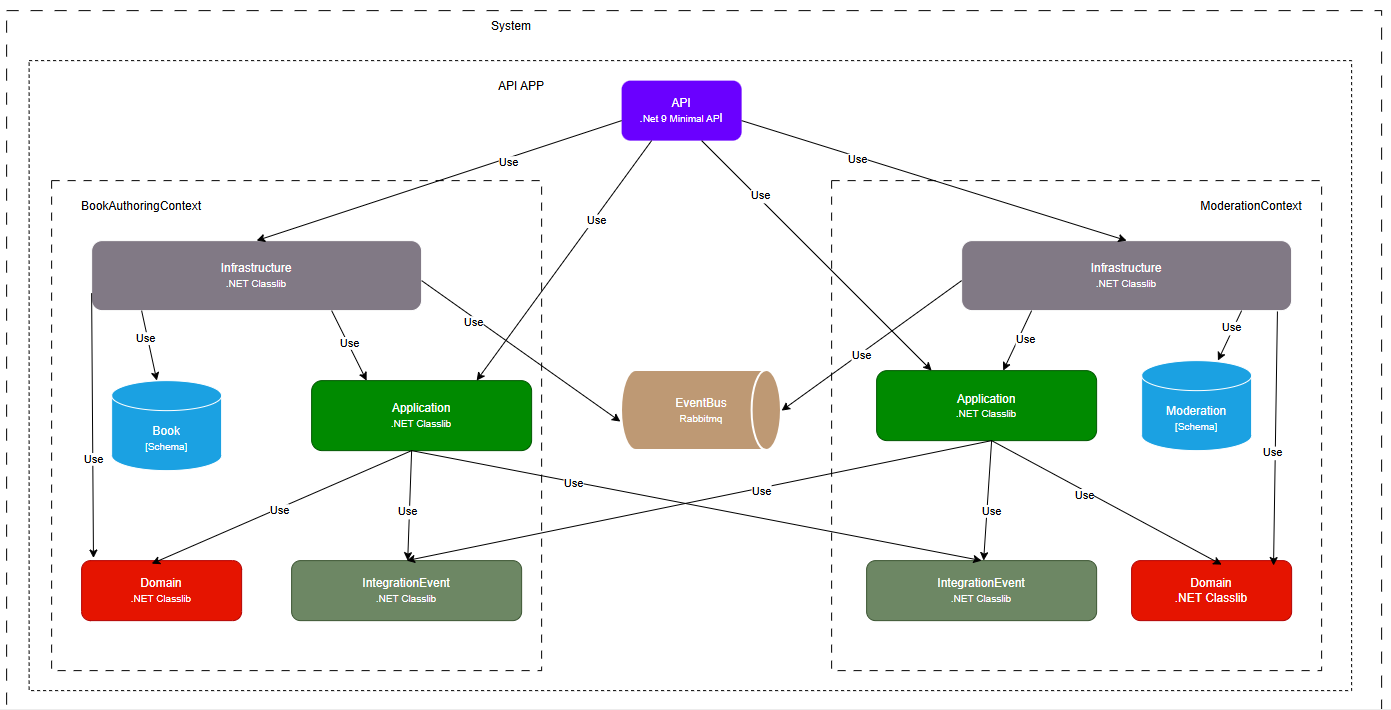 System
API APP
API
.Net 9 Minimal API
Use
Use
Use
Use
BookAuthoringContext
ModerationContext
Infrastructure
.NET Classlib
Infrastructure
.NET Classlib
Use
Use
Use
Use
Use
Use
Use
Book
[Schema]
Application
.NET Classlib
EventBus
Rabbitmq
Application
.NET Classlib
Moderation
[Schema]
Use
Use
Use
Use
Use
Use
Use
Use
Domain
.NET Classlib
IntegrationEvent
.NET Classlib
IntegrationEvent
.NET Classlib
Domain
.NET Classlib